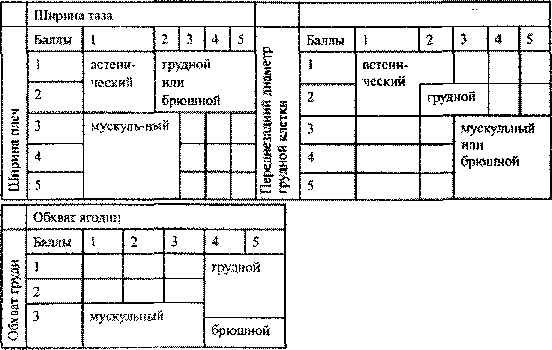 Ширина таза
Баллы 1 2 3 4 5
Ширина плеч
1 астени- грудной
ческий или
2 брюшной
3 мускуль-ный
4
5
Переднезадний диаметр
грудной клетки
Баллы 1 2 3 4 5
1 астени-
ческий
2 грудной
3 мускульный
4 или
брюшной
5
Обхват ягодиц
Баллы 1 2 3 4 5
Обхват груди
1 грудной
2
3 мускульный
брюшной